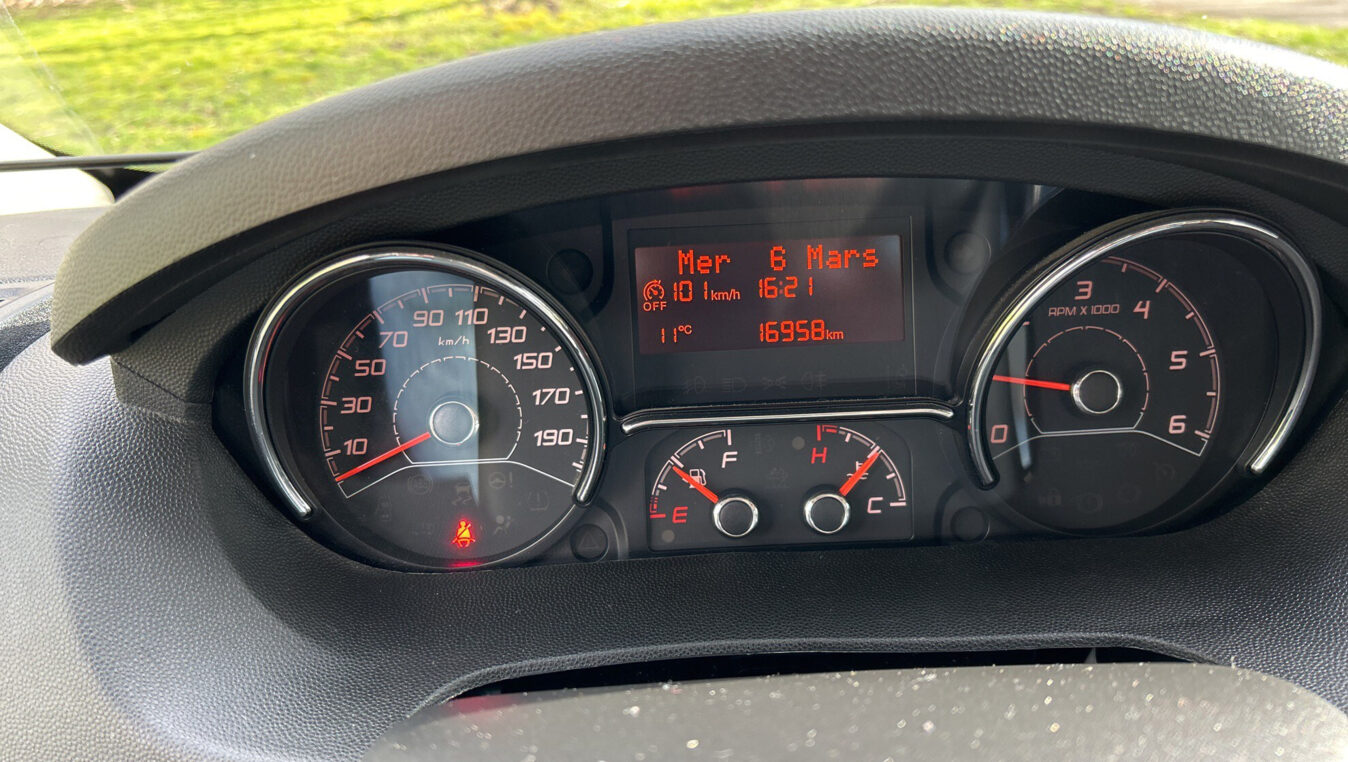 Mer 6 Mars
OFF 101 km/h 16:21
11°C 16958 km
10 30 50 70 90 110 130 150 170 190
km/h
E F
H C
0 3 4 5 6
RPM X 1000